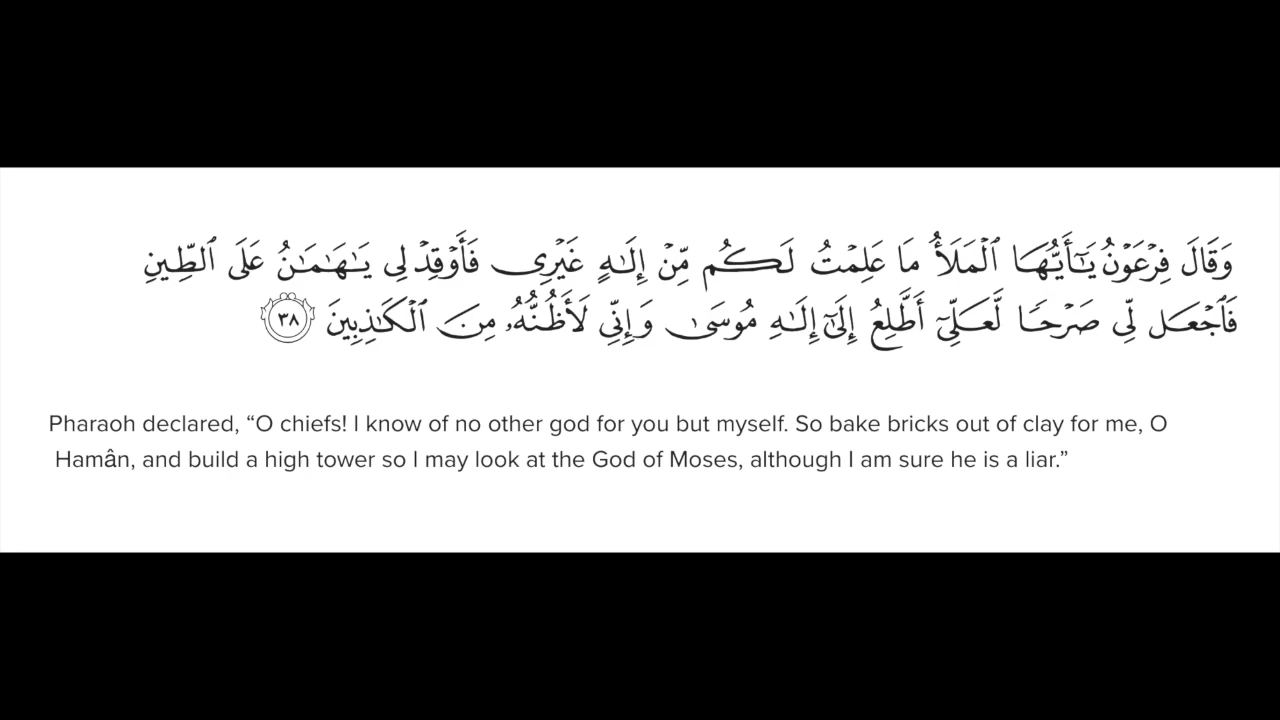 وَقَالَ فِرْعَوْنُ يَـٰٓأَيُّهَا ٱلْمَلَأُ مَا عَلِمْتُ لَكُم مِّنْ إِلَـٰهٍ غَيْرِى فَأَوْقِدْ لِى يَـٰهَـٰمَـٰنُ عَلَى ٱلطِّينِ
فَٱجْعَل لِّى صَرْحًا لَّعَلِّىٓ أَطَّلِعُ إِلَىٰٓ إِلَـٰهِ مُوسَىٰ وَإِنِّى لَأَظُنُّهُۥ مِنَ ٱلْكَـٰذِبِينَ ٣٨
Pharaoh declared, “O chiefs! I know of no other god for you but myself. So bake bricks out of clay for me, O
Hamân, and build a high tower so I may look at the God of Moses, although I am sure he is a liar.”